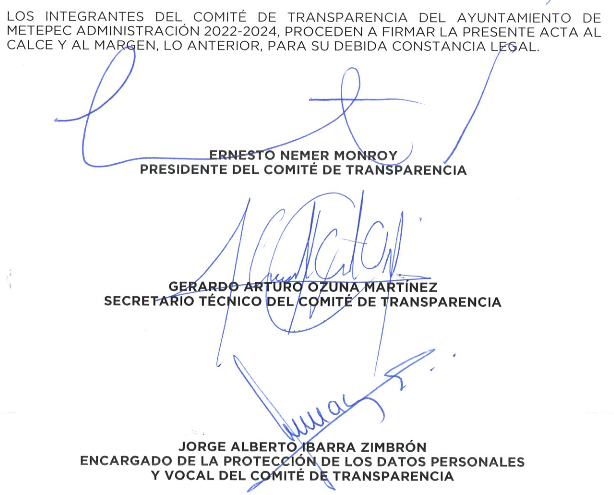 LOS INTEGRANTES DEL COMITÉ DE TRANSPARENCIA DEL AYUNTAMIENTO DE
METEPEC ADMINISTRACIÓN 2022-2024, PROCEDEN A FIRMAR LA PRESENTE ACTA AL
CALCE Y AL MARGEN, LO ANTERIOR, PARA SU DEBIDA CONSTANCIA LEGAL.
ERNESTO NEMER MONROY
PRESIDENTE DEL COMITÉ DE TRANSPARENCIA
GERARDO ARTURO OZUNA MARTÍNEZ
SECRETARIO TÉCNICO DEL COMITÉ DE TRANSPARENCIA
JORGE ALBERTO IBARRA ZIMBRÓN
ENCARGADO DE LA PROTECCIÓN DE LOS DATOS PERSONALES
Y VOCAL DEL COMITÉ DE TRANSPARENCIA